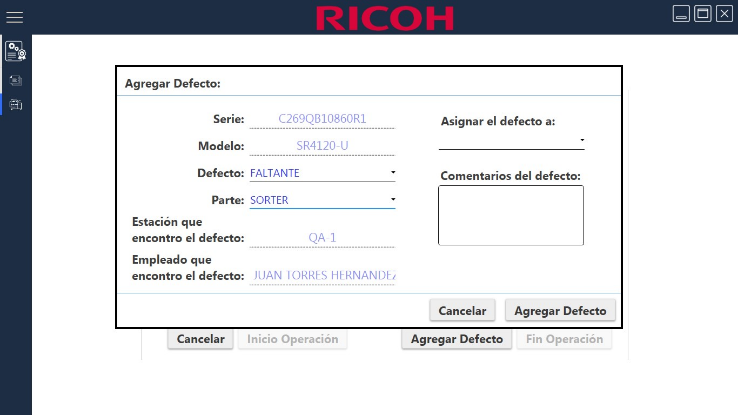 RICOH
Agregar Defecto:
Serie: C269QB10860R1
Modelo: SR4120-U
Defecto: FALTANTE
Parte: SORTER
Estación que
encontro el defecto: QA-1
Empleado que
encontro el defecto: JUAN TORRES HERNANDEZ
Asignar el defecto a:
Comentarios del defecto:
Cancelar Agregar Defecto
Cancelar Inicio Operación Agregar Defecto Fin Operación